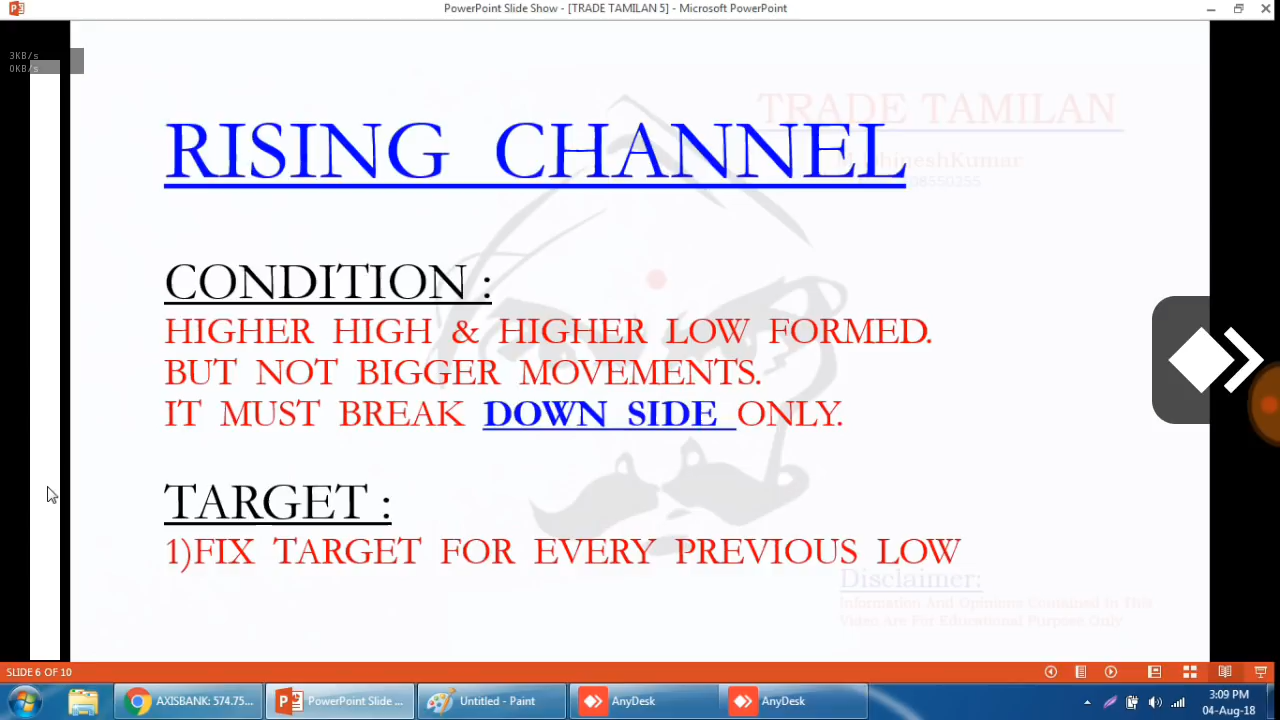 PowerPoint Slide Show - [TRADE TAMILAN 5] - Microsoft PowerPoint
3KB/s
0KB/s
TRADE TAMILAN
RISING CHANNEL
08550255
CONDITION :
HIGHER HIGH & HIGHER LOW FORMED.
BUT NOT BIGGER MOVEMENTS.
IT MUST BREAK DOWN SIDE ONLY.
TARGET :
1)FIX TARGET FOR EVERY PREVIOUS LOW
Disclaimer:
Information And Opinions Contained In This
Video Are For Educational Purpose Only
SLIDE 6 OF 10
AXISBANK: 574.75...
PowerPoint Slide ...
Untitled - Paint
AnyDesk
AnyDesk
3:09 PM
04-Aug-18